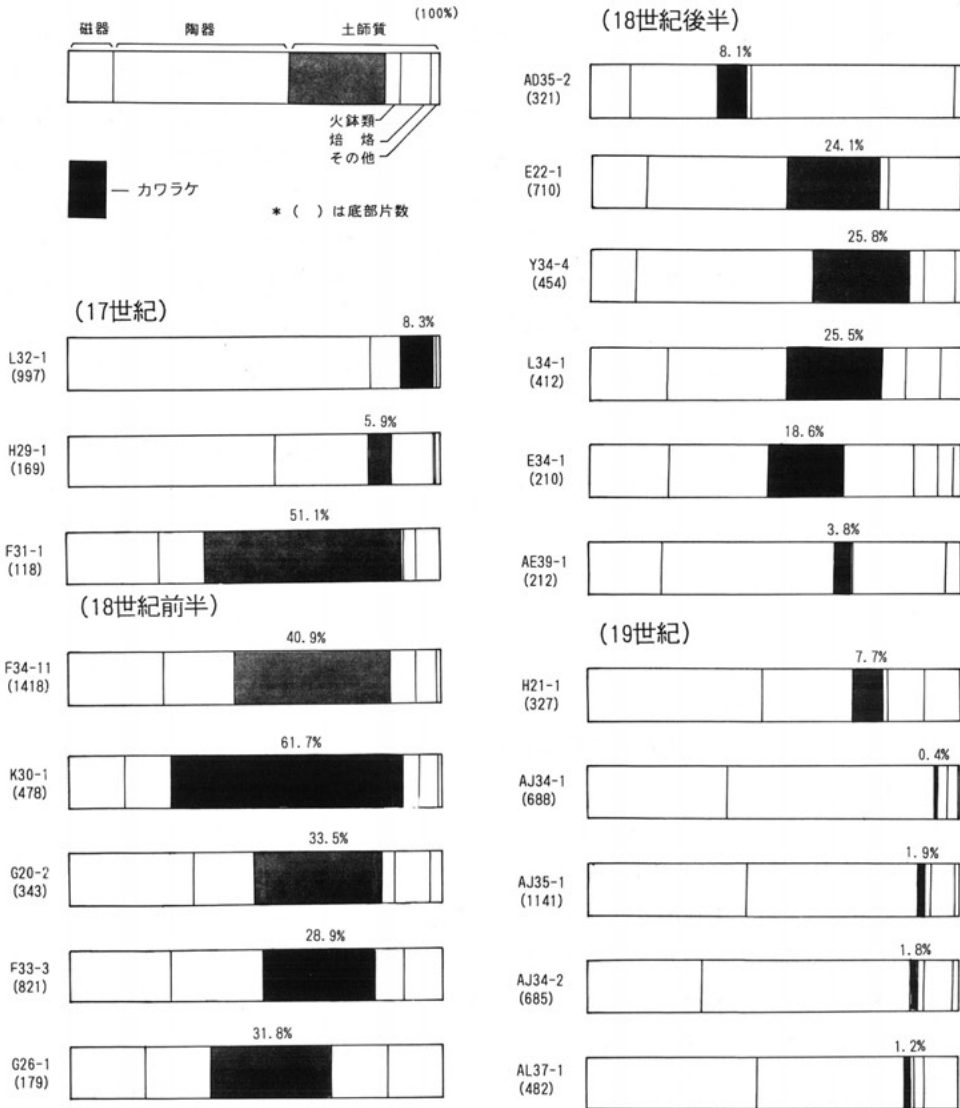 (100%)
磁器 陶器 土師質
火鉢類
焙 烙
その他
カワラケ
*( )は底部片数
(17世紀)
8.3%
L32-1
(997)
5.9%
H29-1
(169)
51.1%
F31-1
(118)
(18世紀前半)
40.9%
F34-11
(1418)
61.7%
K30-1
(478)
33.5%
G20-2
(343)
28.9%
F33-3
(821)
31.8%
G26-1
(179)
(18世紀後半)
8.1%
AD35-2
(321)
24.1%
E22-1
(710)
25.8%
Y34-4
(454)
25.5%
L34-1
(412)
18.6%
E34-1
(210)
3.8%
AE39-1
(212)
(19世紀)
7.7%
H21-1
(327)
0.4%
AJ34-1
(688)
1.9%
AJ35-1
(1141)
1.8%
AJ34-2
(685)
1.2%
AL37-1
(482)